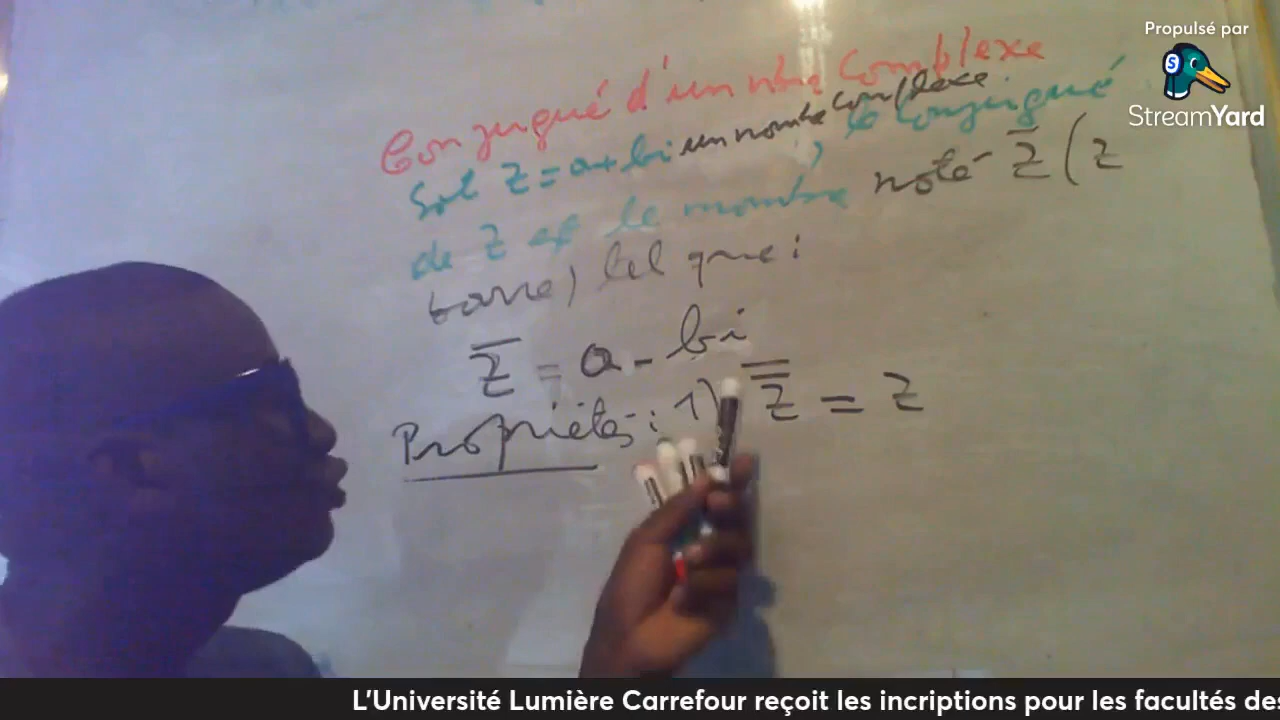 Propulsé par
StreamYard
Conjugué d'un nbre Complexe
Soit Z = a + bi un nombre complexe, le conjugué
de Z est le nombre noté Z̅ (Z
barre) tel que :
Z̅ = a - bi
Propriétés : 1) Z̿ = Z
L'Université Lumière Carrefour reçoit les incriptions pour les facultés des